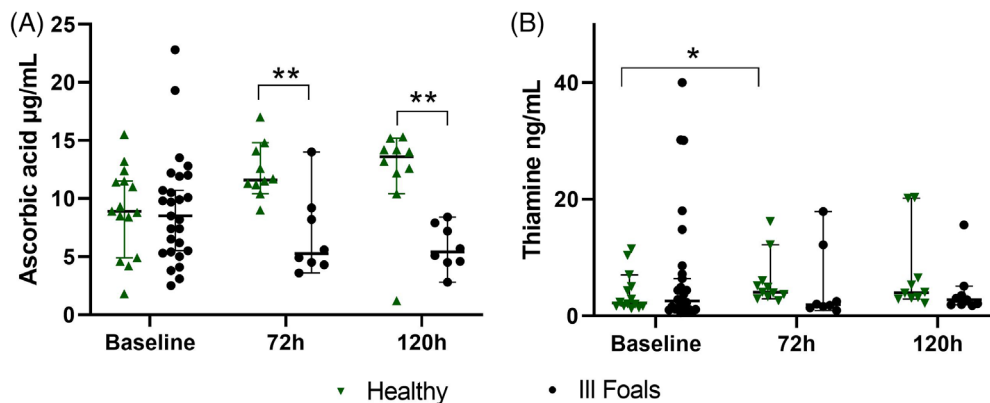 (A)
Ascorbic acid µg/mL
25
20
15
10
5
0
**
**
Baseline 72h 120h
(B)
Thiamine ng/mL
40
20
0
*
Baseline 72h 120h
Healthy Ill Foals